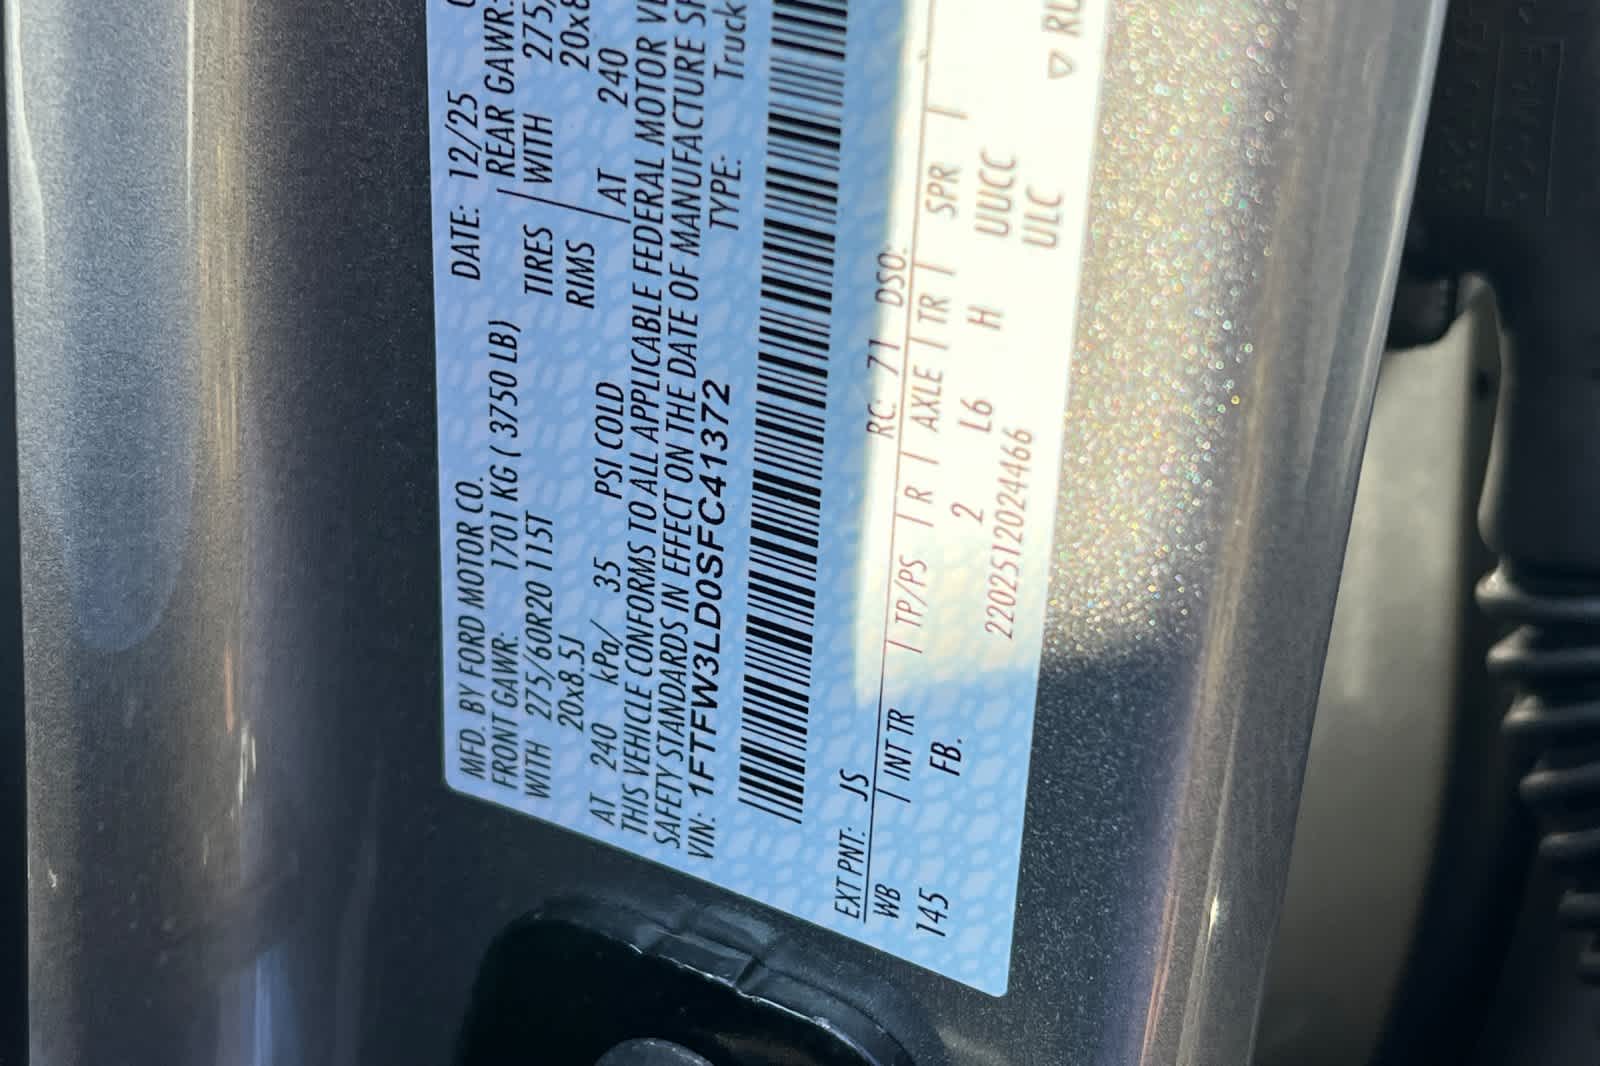 MFD. BY FORD MOTOR CO. DATE: 12/25
FRONT GAWR: 1701 KG ( 3750 LB) REAR GAWR:
WITH 275/60R20 115T TIRES WITH 275/
20x8.5J RIMS 20x8
AT 240 kPa/ 35 PSI COLD AT 240
THIS VEHICLE CONFORMS TO ALL APPLICABLE FEDERAL MOTOR VE
SAFETY STANDARDS IN EFFECT ON THE DATE OF MANUFACTURE SH
VIN: 1FTFW3LD0SFC41372 TYPE: Truck
EXT PNT: JS RC: 71 DSO:
WB | INT TR | TP/PS | R | AXLE | TR | SPR |
145 FB. 2 L6 H UUCC
2202512024466 ULC
▽ RU